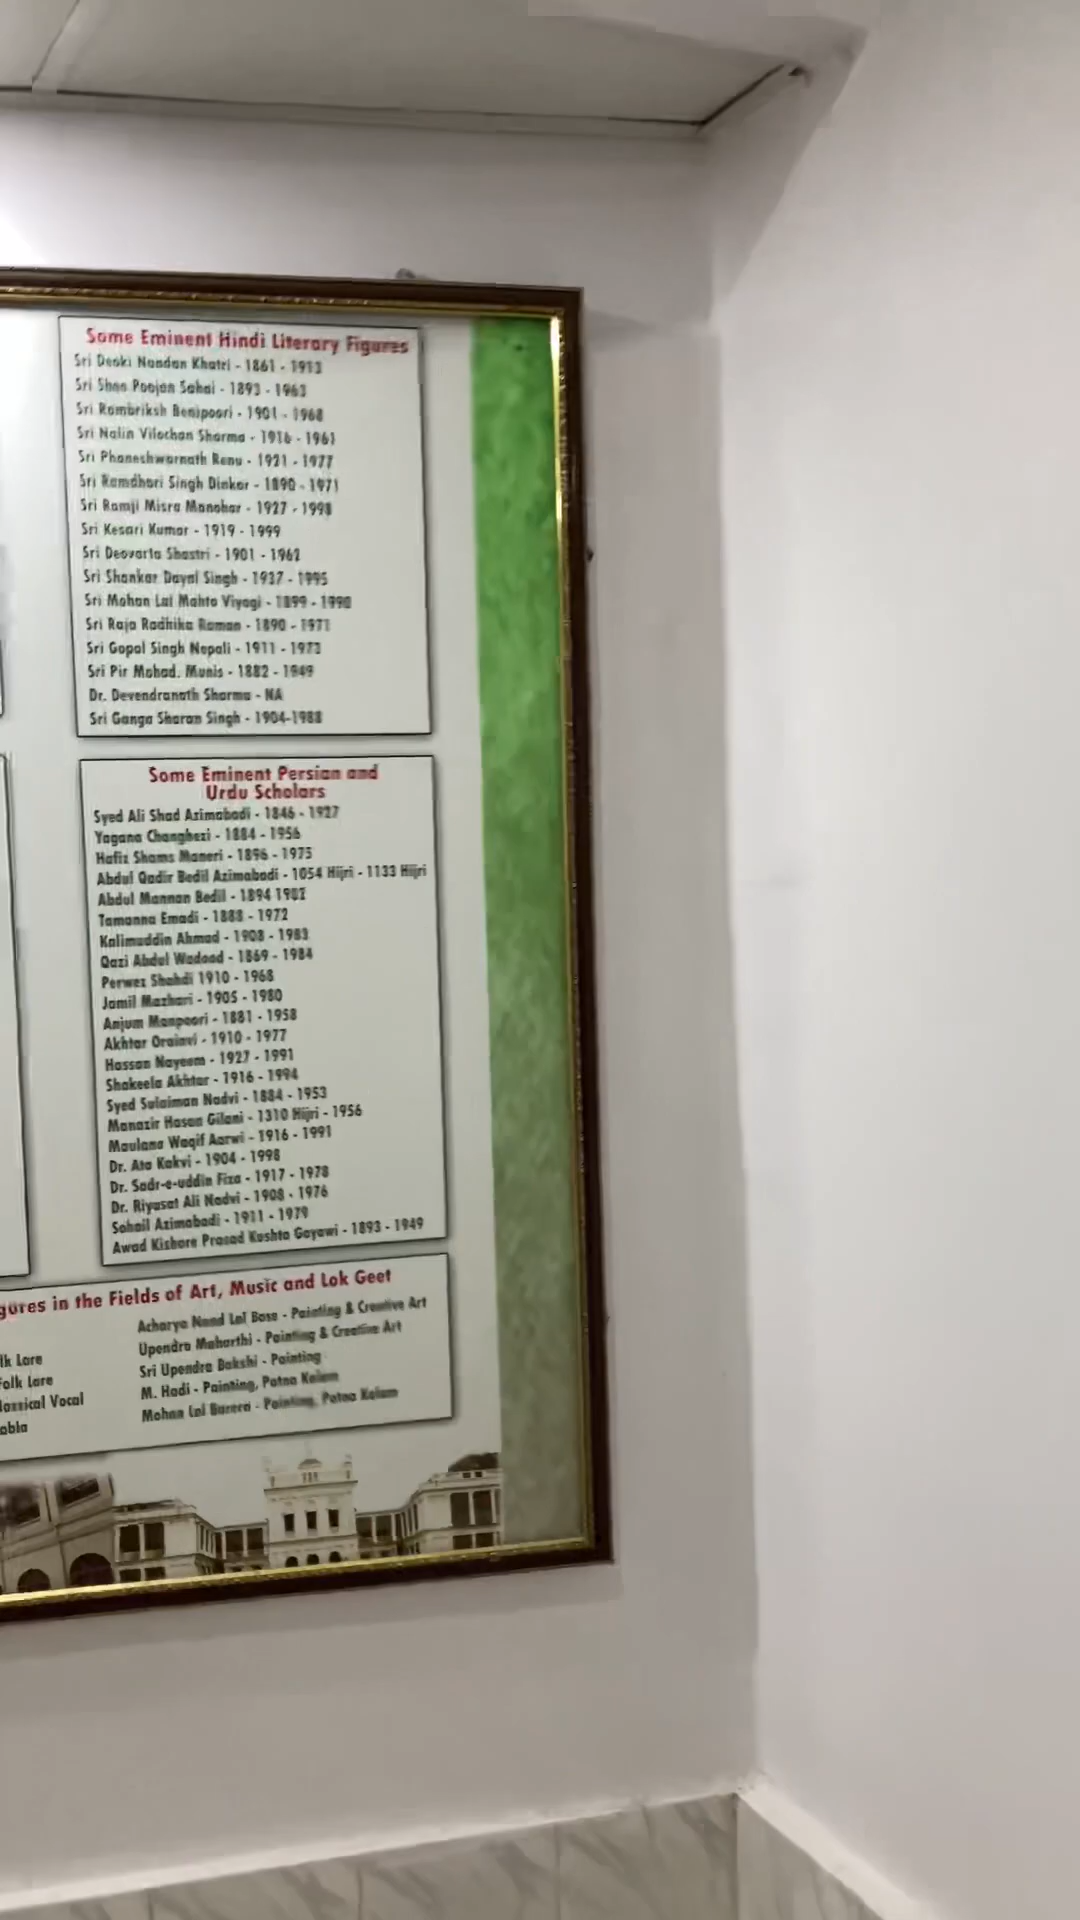 Some Eminent Hindi Literary Figures
Sri Deoki Nandan Khatri - 1861 - 1913
Sri Shee Poojan Sahai - 1893 - 1963
Sri Rambriksh Benipoori - 1901 - 1968
Sri Nalin Vilochan Sharma - 1916 - 1961
Sri Phaneshwarnath Renu - 1921 - 1977
Sri Ramdhari Singh Dinkar - 1890 - 1971
Sri Ramji Misra Manohar - 1927 - 1998
Sri Kesari Kumar - 1919 - 1999
Sri Deovarta Shastri - 1901 - 1962
Sri Shankar Dayal Singh - 1937 - 1995
Sri Mohan Lal Mahto Viyogi - 1899 - 1990
Sri Raja Radhika Raman - 1890 - 1971
Sri Gopal Singh Nepali - 1911 - 1973
Sri Pir Mohad. Munis - 1882 - 1949
Dr. Devendranath Sharma - NA
Sri Ganga Sharan Singh - 1904-1988
Some Eminent Persian and
Urdu Scholars
Syed Ali Shad Azimabadi - 1846 - 1927
Yagana Changhezi - 1884 - 1956
Hafiz Shams Maneri - 1896 - 1975
Abdul Qadir Bedil Azimabadi - 1054 Hijri - 1133 Hijri
Abdul Mannan Bedil - 1894 1982
Tamanna Emadi - 1888 - 1972
Kalimuddin Ahmad - 1908 - 1983
Qazi Abdul Wadood - 1869 - 1984
Perwez Shahdi 1910 - 1968
Jamil Mazhari - 1905 - 1980
Anjum Manpoori - 1881 - 1958
Akhtar Orainvi - 1910 - 1977
Hassan Nayeem - 1927 - 1991
Shakeela Akhtar - 1916 - 1994
Syed Sulaiman Nadvi - 1884 - 1953
Manazir Hasan Gilani - 1310 Hijri - 1956
Maulana Waqif Aarwi - 1916 - 1991
Dr. Ata Kakvi - 1904 - 1998
Dr. Sadr-e-uddin Fiza - 1917 - 1978
Dr. Riyasat Ali Nadvi - 1908 - 1976
Sohail Azimabadi - 1911 - 1979
Awad Kishore Prasad Kushta Gayawi - 1893 - 1949
gures in the Fields of Art, Music and Lok Geet
Acharya Nand Lal Bose - Painting & Creative Art
Upendra Maharthi - Painting & Creative Art
lk Lore
Sri Upendra Bakshi - Painting
Folk Lore
M. Hadi - Painting, Patna Kalam
lassical Vocal
Mohan Lal - Painting, Patna Kalam
abla